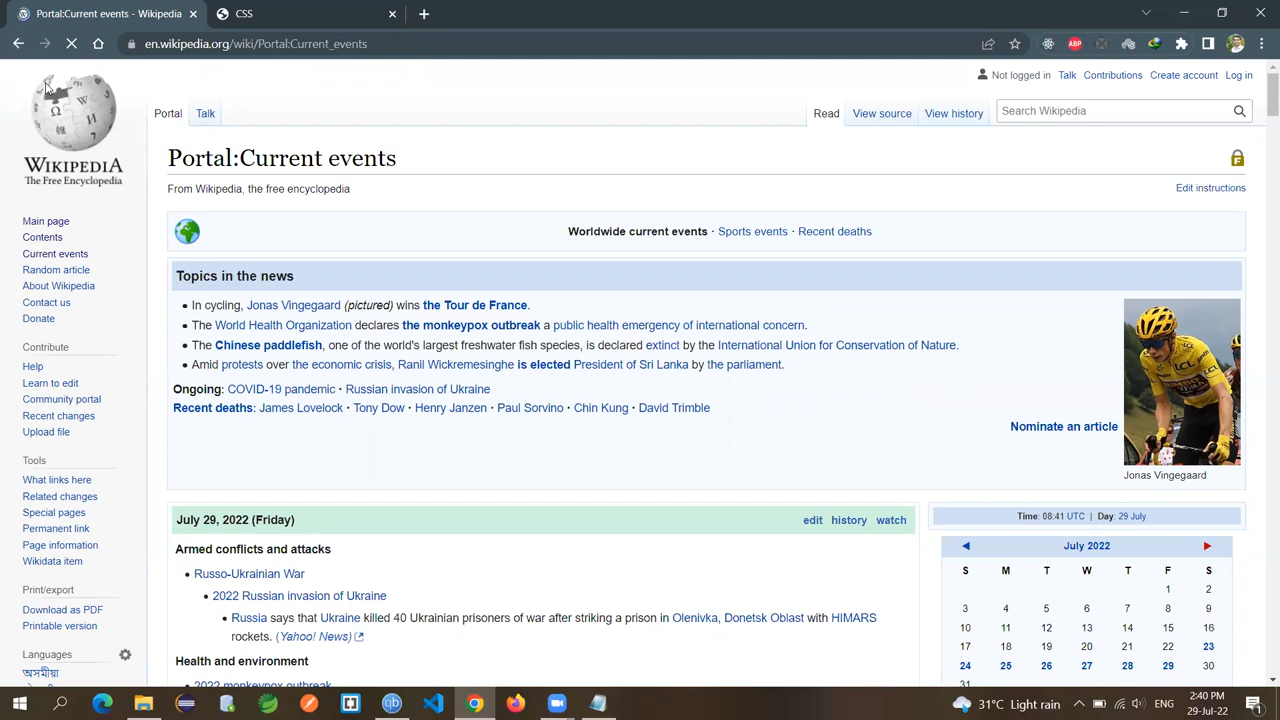 Portal:Current events - Wikipedia
CSS
en.wikipedia.org/wiki/Portal:Current_events
ABP
Not logged in Talk Contributions Create account Log in
Portal Talk Read View source View history Search Wikipedia
WIKIPEDIA
The Free Encyclopedia
Main page
Contents
Current events
Random article
About Wikipedia
Contact us
Donate
Contribute
Help
Learn to edit
Community portal
Recent changes
Upload file
Tools
What links here
Related changes
Special pages
Permanent link
Page information
Wikidata item
Print/export
Download as PDF
Printable version
Languages
অসমীয়া
Portal:Current events
From Wikipedia, the free encyclopedia
Edit instructions
Worldwide current events · Sports events · Recent deaths
Topics in the news
• In cycling, Jonas Vingegaard (pictured) wins the Tour de France.
• The World Health Organization declares the monkeypox outbreak a public health emergency of international concern.
• The Chinese paddlefish, one of the world's largest freshwater fish species, is declared extinct by the International Union for Conservation of Nature.
• Amid protests over the economic crisis, Ranil Wickremesinghe is elected President of Sri Lanka by the parliament.
Ongoing: COVID-19 pandemic · Russian invasion of Ukraine
Recent deaths: James Lovelock · Tony Dow · Henry Janzen · Paul Sorvino · Chin Kung · David Trimble
Nominate an article
Jonas Vingegaard
July 29, 2022 (Friday) edit history watch
Armed conflicts and attacks
• Russo-Ukrainian War
• 2022 Russian invasion of Ukraine
• Russia says that Ukraine killed 40 Ukrainian prisoners of war after striking a prison in Olenivka, Donetsk Oblast with HIMARS
rockets. (Yahoo! News)
Health and environment
• 2022 monkeypox outbreak
Time: 08:41 UTC | Day: 29 July
◀ July 2022 ▶
S M T W T F S
1 2
3 4 5 6 7 8 9
10 11 12 13 14 15 16
17 18 19 20 21 22 23
24 25 26 27 28 29 30
31
31°C Light rain ENG 2:40 PM
29-Jul-22